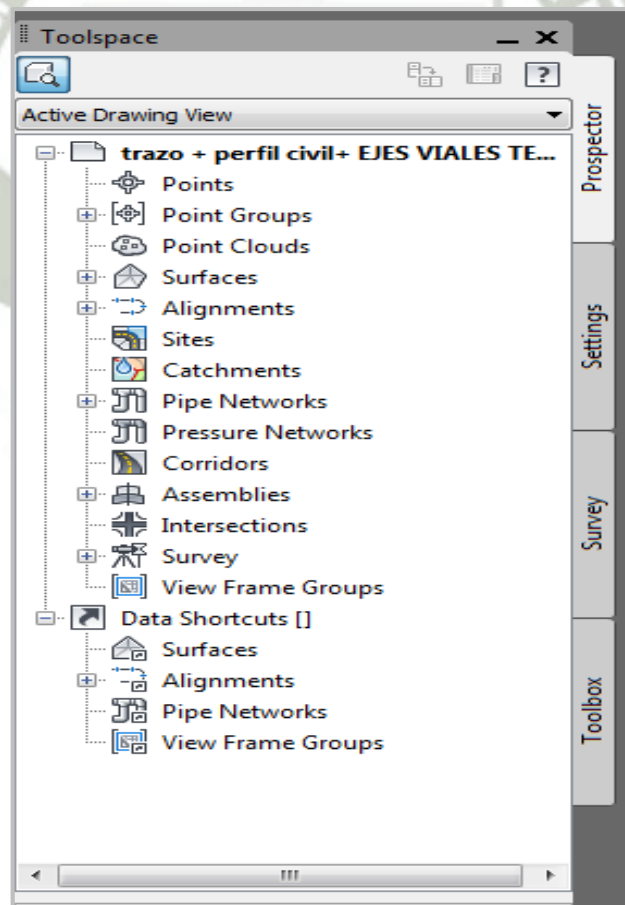 Toolspace
?
Active Drawing View
trazo + perfil civil+ EJES VIALES TE...
Points
Point Groups
Point Clouds
Surfaces
Alignments
Sites
Catchments
Pipe Networks
Pressure Networks
Corridors
Assemblies
Intersections
Survey
View Frame Groups
Data Shortcuts []
Surfaces
Alignments
Pipe Networks
View Frame Groups
Prospector
Settings
Survey
Toolbox